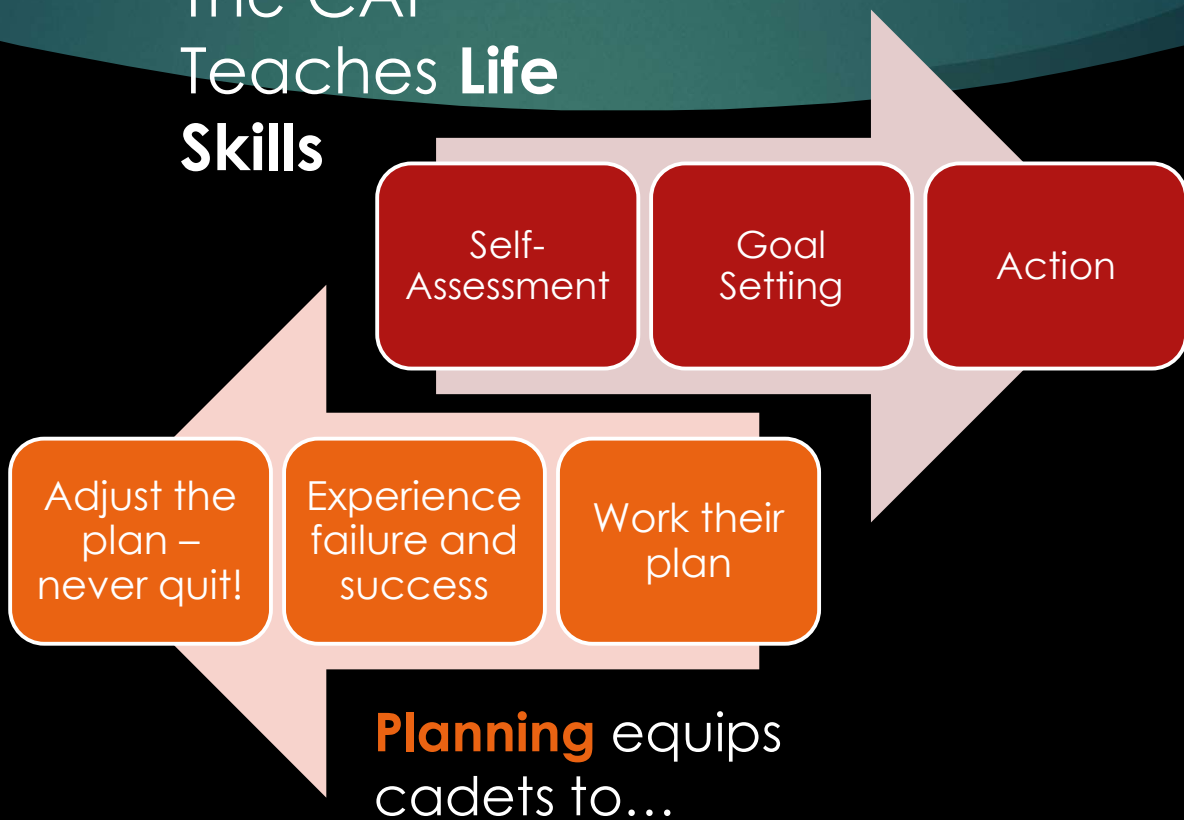 The
Teaches Life
Skills
Self-
Assessment
Goal
Setting
Action
Adjust the
plan –
never quit!
Experience
failure and
success
Work their
plan
Planning equips
cadets to…